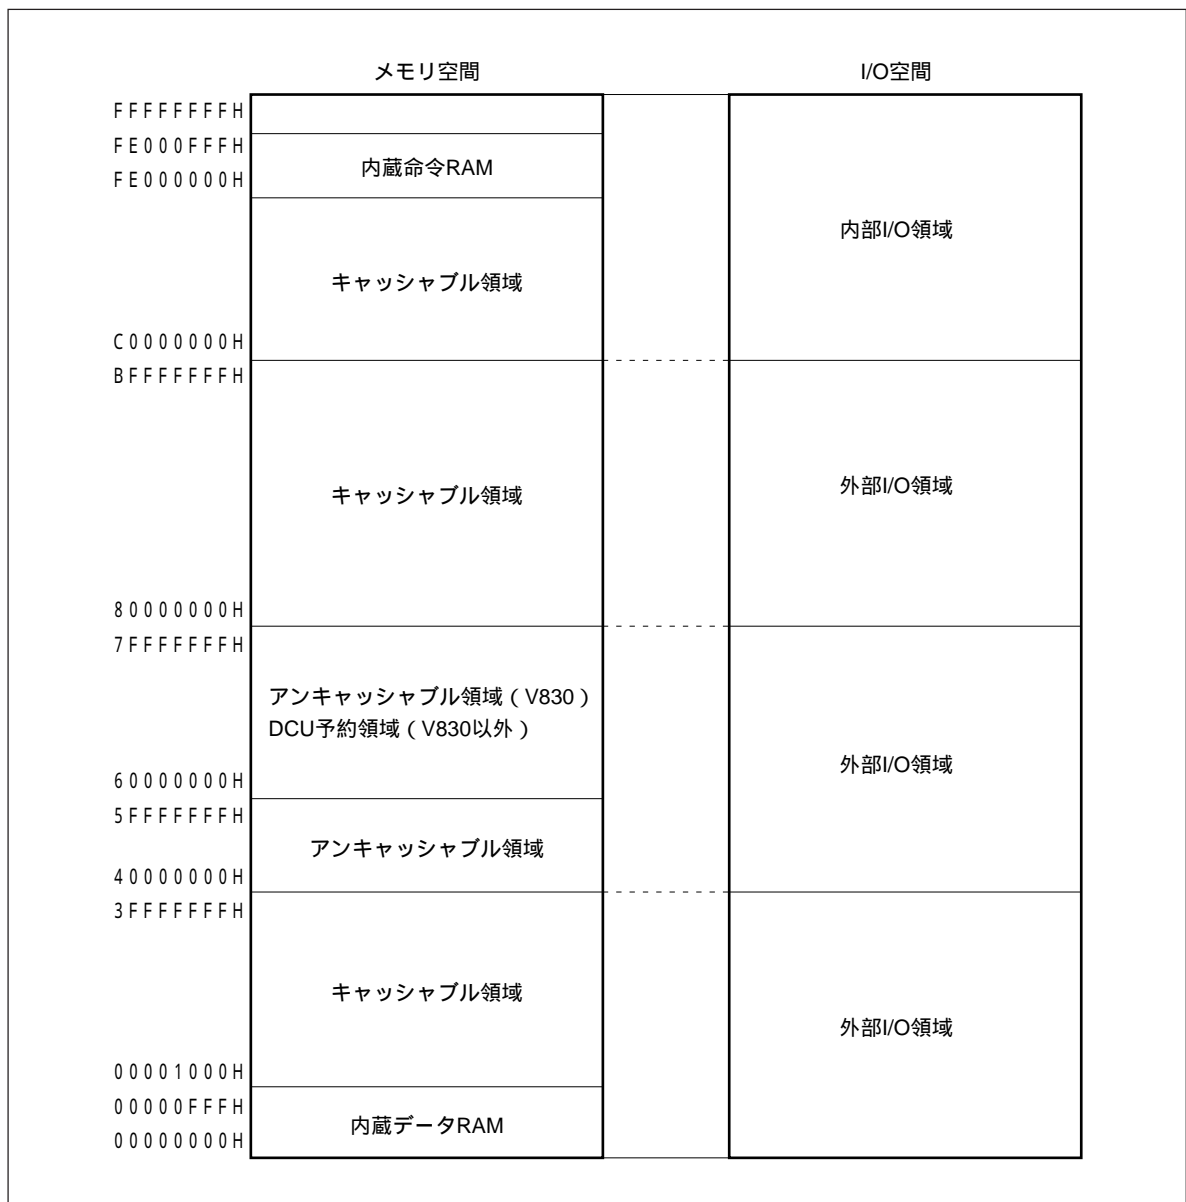 メモリ空間
I/O空間
FFFFFFFFH
FE000FFFH
内蔵命令RAM
FE000000H
内部I/O領域
キャッシャブル領域
C0000000H
BFFFFFFFH
キャッシャブル領域
外部I/O領域
80000000H
7FFFFFFFH
アンキャッシャブル領域(V830)
DCU予約領域(V830以外)
外部I/O領域
60000000H
5FFFFFFFH
アンキャッシャブル領域
40000000H
3FFFFFFFH
キャッシャブル領域
外部I/O領域
00001000H
00000FFFH
内蔵データRAM
00000000H